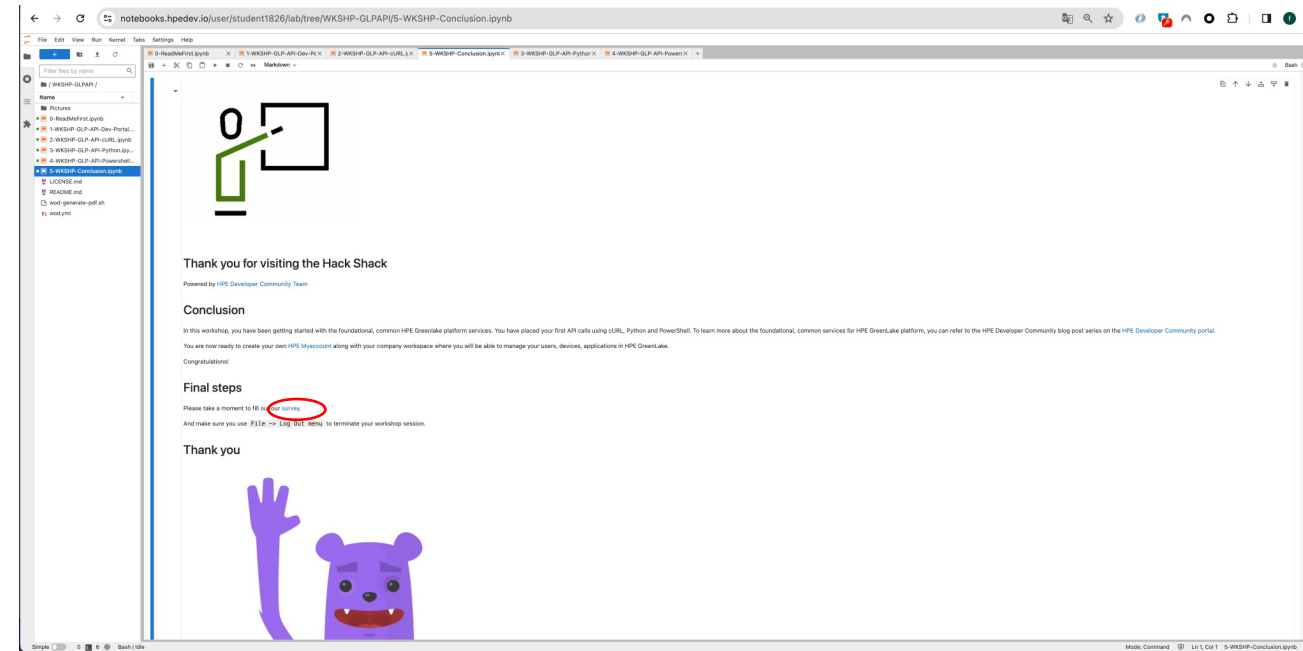 notebooks.hpedev.io/user/student1826/lab/tree/WKSHP-GLPAPI/5-WKSHP-Conclusion.ipynb
File Edit View Run Kernel Tabs Settings Help
0-ReadMeFirst.ipynb 1-WKSHP-GLP-API-Dev-Pc 2-WKSHP-GLP-API-cURL.ij 5-WKSHP-Conclusion.ipynl 3-WKSHP-GLP-API-Pythor 4-WKSHP-GLP-API-Power
Markdown
Bash
Filter files by name
/ WKSHP-GLPAPI /
Name
Pictures
0-ReadMeFirst.ipynb
1-WKSHP-GLP-API-Dev-Portal....
2-WKSHP-GLP-API-cURL.ipynb
3-WKSHP-GLP-API-Python.ipy...
4-WKSHP-GLP-API-Powershell...
5-WKSHP-Conclusion.ipynb
LICENSE.md
README.md
wod-generate-pdf.sh
wod.yml
Thank you for visiting the Hack Shack
Powered by HPE Developer Community Team
Conclusion
In this workshop, you have been getting started with the foundational, common HPE Greenlake platform services. You have placed your first API calls using cURL, Python and PowerShell. To learn more about the foundational, common services for HPE GreenLake platform, you can refer to the HPE Developer Community blog post series on the HPE Developer Community portal.
You are now ready to create your own HPE Myaccount along with your company workspace where you will be able to manage your users, devices, applications in HPE GreenLake.
Congratulations!
Final steps
Please take a moment to fill out our survey.
And make sure you use File -> Log Out menu to terminate your workshop session.
Thank you
Simple 0 6 Bash | Idle
Mode: Command Ln 1, Col 1 5-WKSHP-Conclusion.ipynb